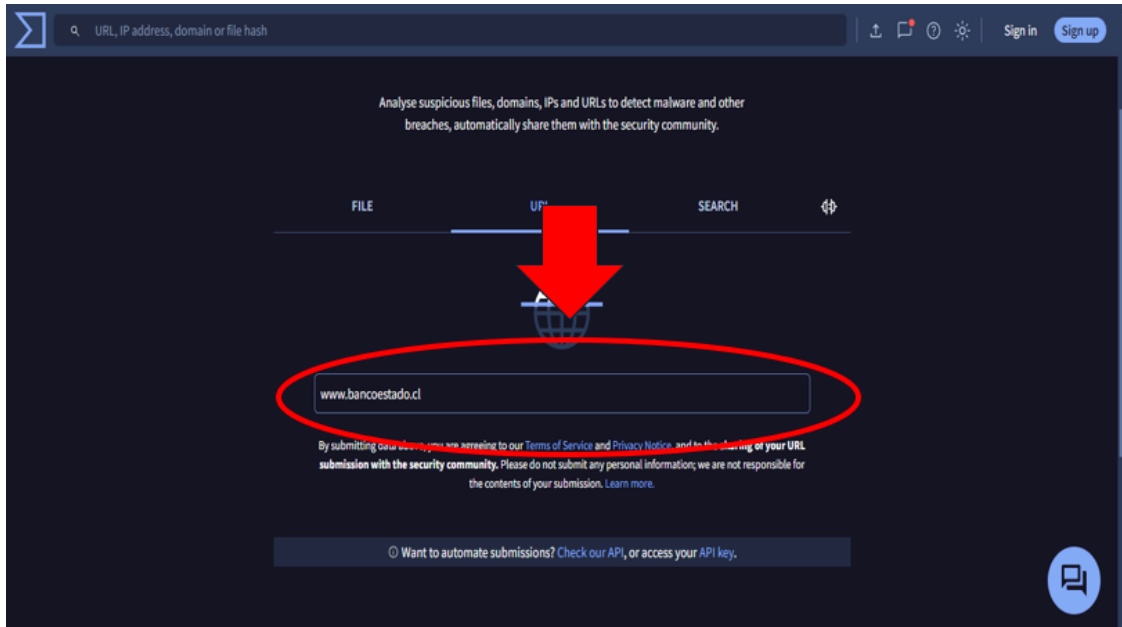 URL, IP address, domain or file hash
Sign in
Sign up
Analyse suspicious files, domains, IPs and URLs to detect malware and other
breaches, automatically share them with the security community.
FILE
URL
SEARCH
www.bancoestado.cl
By submitting data above, you are agreeing to our Terms of Service and Privacy Notice, and to the sharing of your URL
submission with the security community. Please do not submit any personal information; we are not responsible for
the contents of your submission. Learn more.
Want to automate submissions? Check our API, or access your API key.